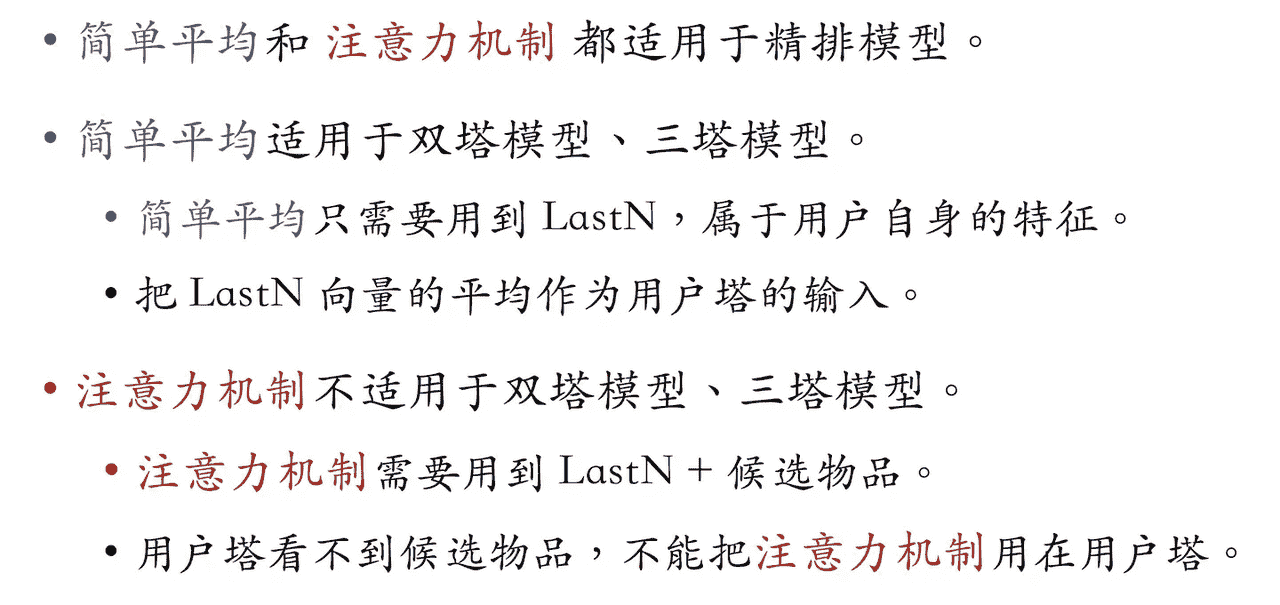 • 简单平均和 注意力机制 都适用于精排模型。
• 简单平均适用于双塔模型、三塔模型。
• 简单平均只需要用到 LastN，属于用户自身的特征。
• 把 LastN 向量的平均作为用户塔的输入。
• 注意力机制不适用于双塔模型、三塔模型。
• 注意力机制需要用到 LastN + 候选物品。
• 用户塔看不到候选物品，不能把注意力机制用在用户塔。